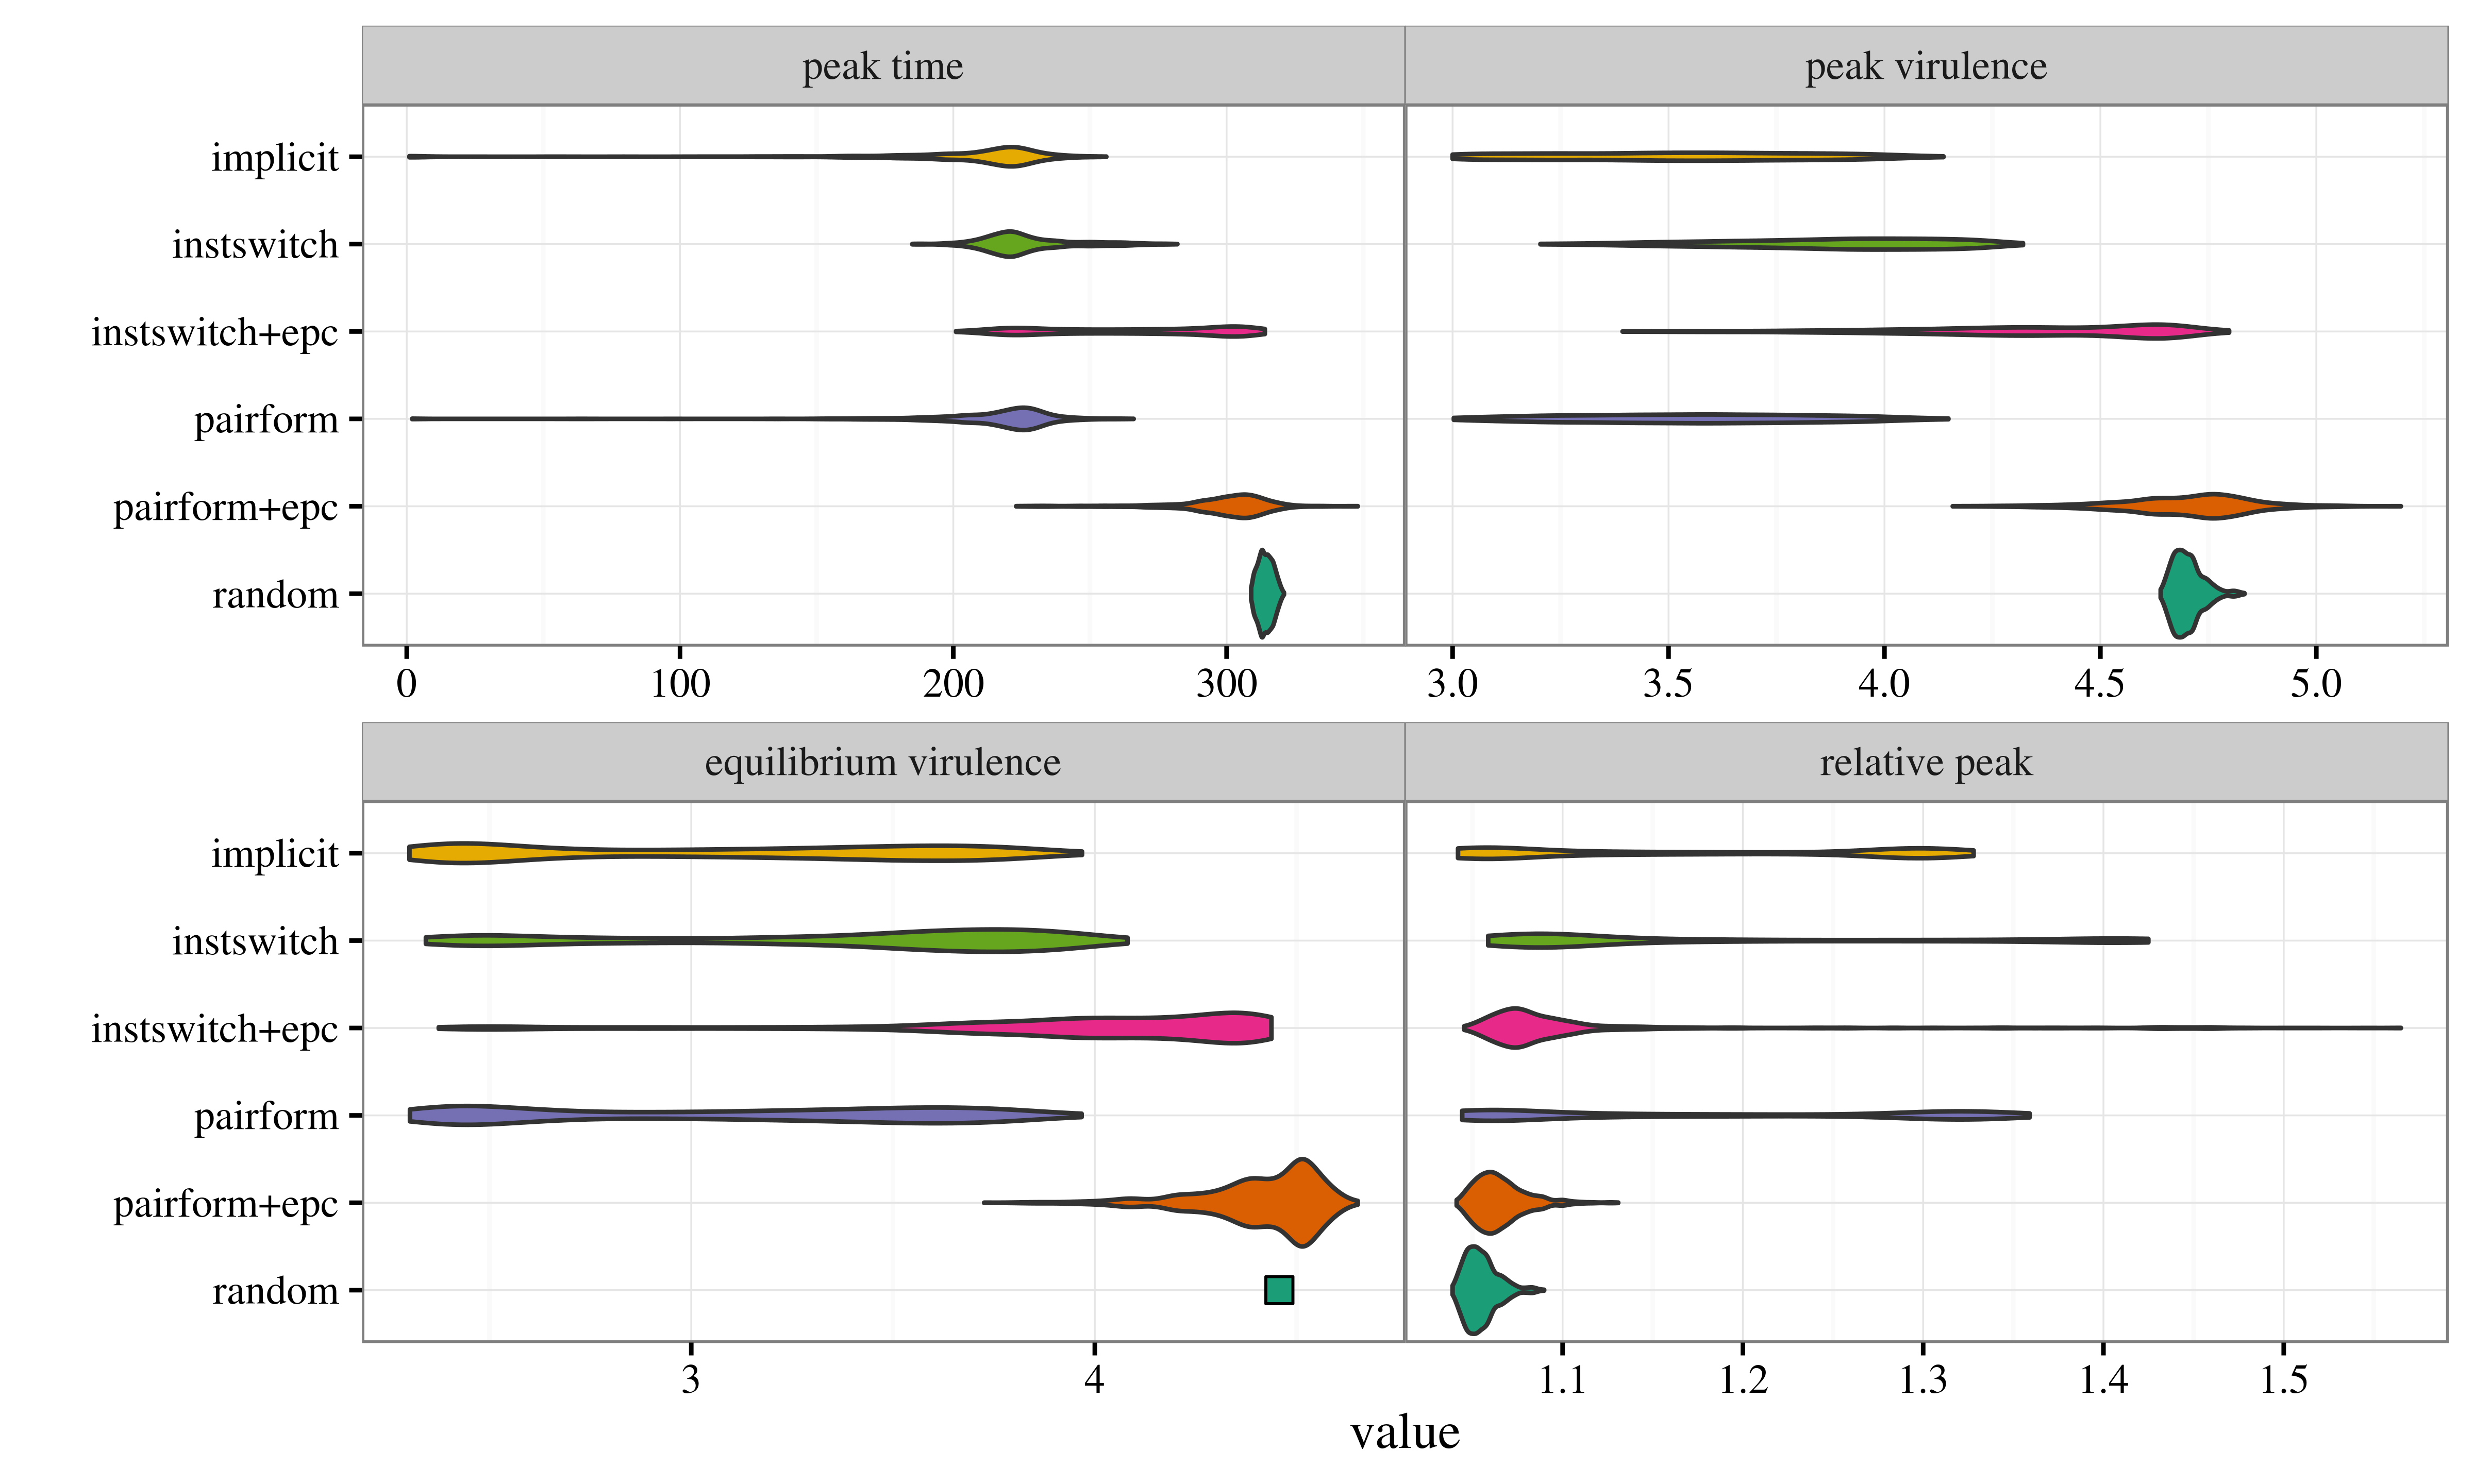 peak time
peak virulence
implicit
instswitch
instswitch+epc
pairform
pairform+epc
random
0 100 200 300
3.0 3.5 4.0 4.5 5.0
equilibrium virulence
relative peak
implicit
instswitch
instswitch+epc
pairform
pairform+epc
random
3 4
1.1 1.2 1.3 1.4 1.5
value